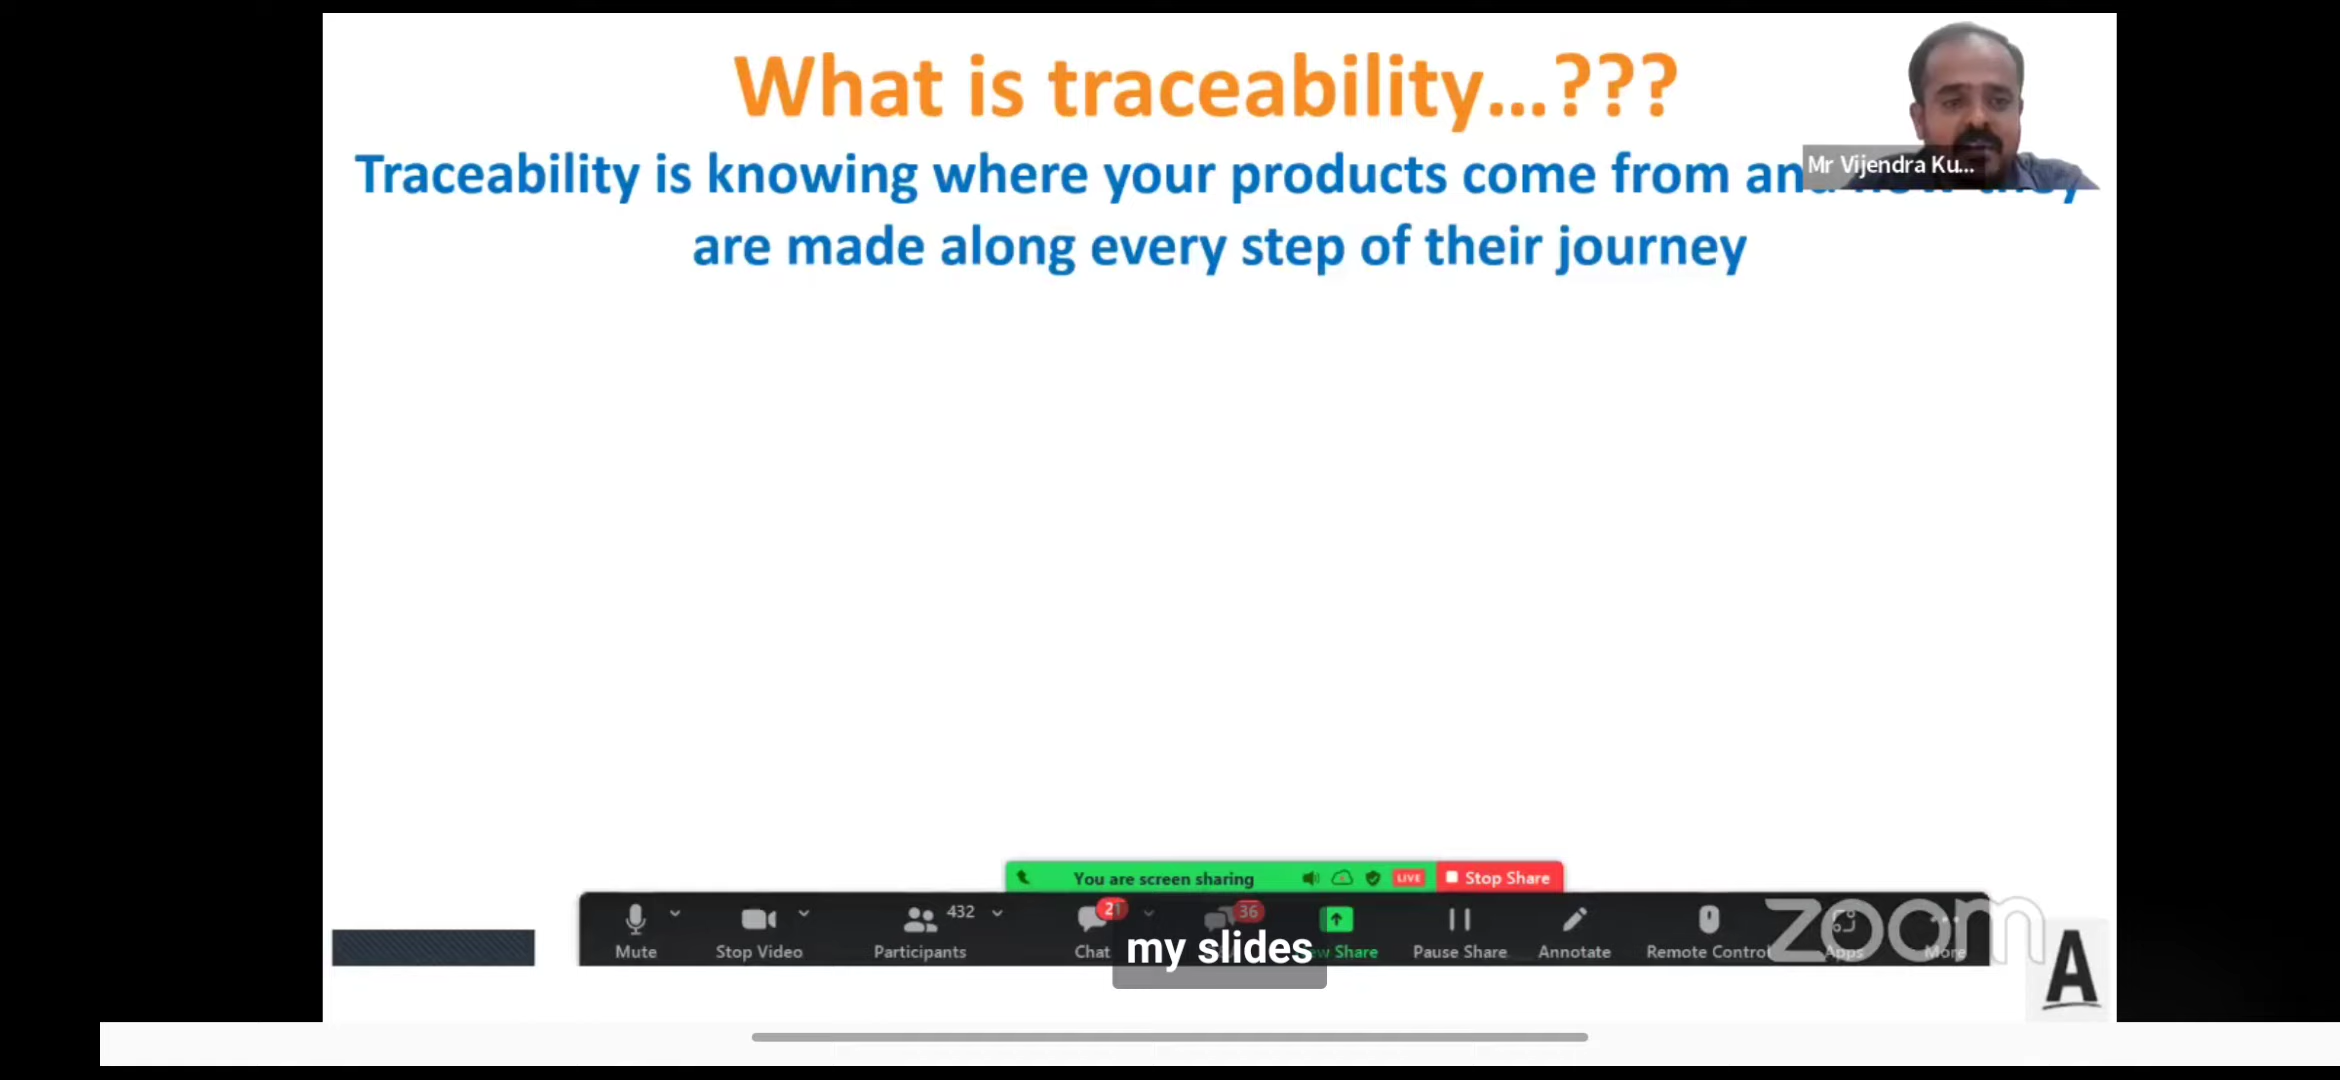 What is traceability...???
Traceability is knowing where your products come from and how they
are made along every step of their journey
Mr Vijendra Ku...
You are screen sharing
LIVE
Stop Share
432
21
36
Mute
Stop Video
Participants
Chat
Share
Pause Share
Annotate
Remote Control
Apps
More
my slides
zoom
A